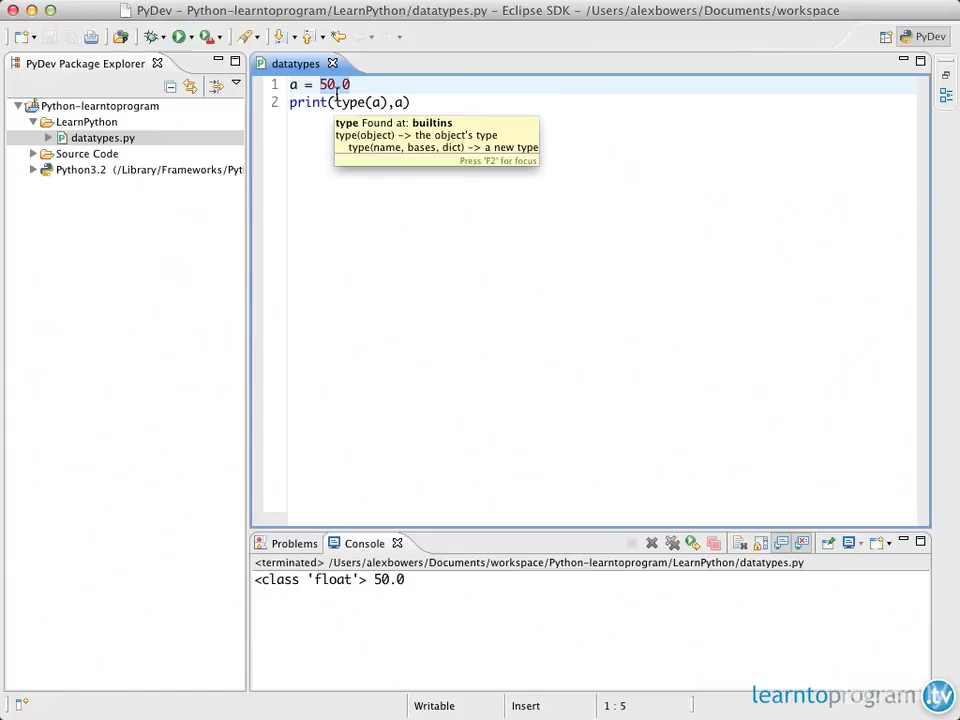 PyDev – Python-learntoprogram/LearnPython/datatypes.py – Eclipse SDK – /Users/alexbowers/Documents/workspace
PyDev
PyDev Package Explorer
datatypes
Python-learntoprogram
LearnPython
datatypes.py
Source Code
Python3.2 (/Library/Frameworks/Pyt
1 a = 50.0
2 print(type(a),a)
type Found at: builtins
type(object) -> the object's type
type(name, bases, dict) -> a new type
Press 'F2' for focus
Problems
Console
<terminated> /Users/alexbowers/Documents/workspace/Python-learntoprogram/LearnPython/datatypes.py
<class 'float'> 50.0
Writable
Insert
1 : 5
learntoprogram.tv